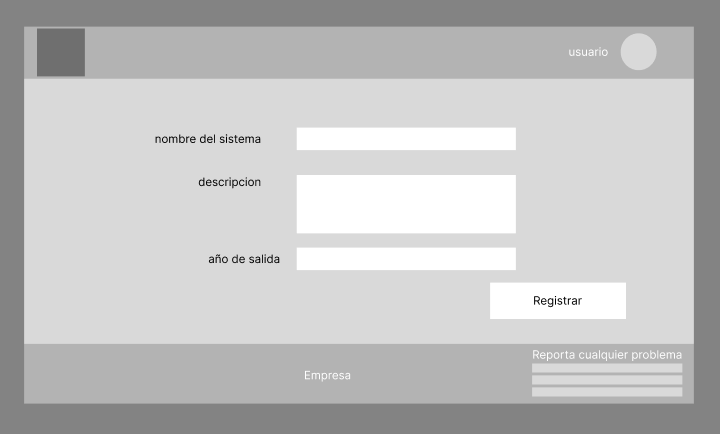 usuario
nombre del sistema
descripcion
año de salida
Registrar
Reporta cualquier problema
Empresa